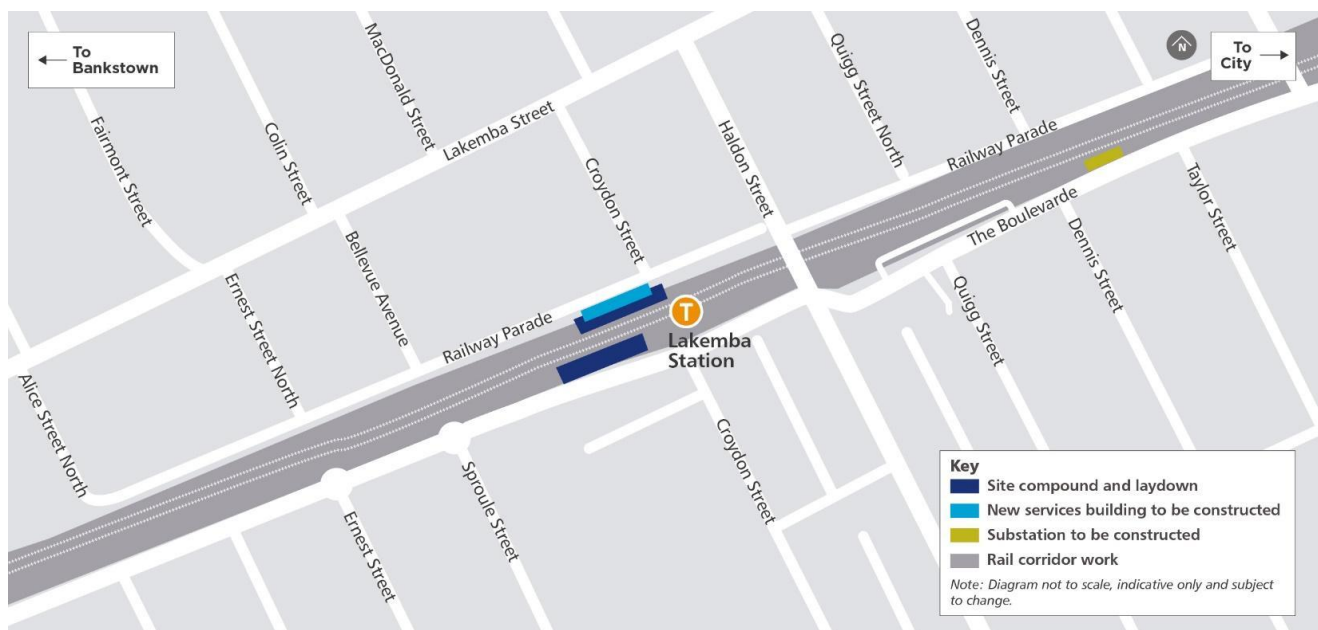 To
Bankstown
MacDonald Street
Quigg Street North
Dennis Street
N
To
City
Fairmont Street
Colin Street
Lakemba Street
Croydon Street
Haldon Street
Railway Parade
Taylor Street
The Boulevarde
Dennis Street
Bellevue Avenue
Ernest Street North
Railway Parade
T
Lakemba
Station
Quigg Street
Alice Street North
Croydon Street
Sproule Street
Ernest Street
Key
Site compound and laydown
New services building to be constructed
Substation to be constructed
Rail corridor work
Note: Diagram not to scale, indicative only and subject
to change.